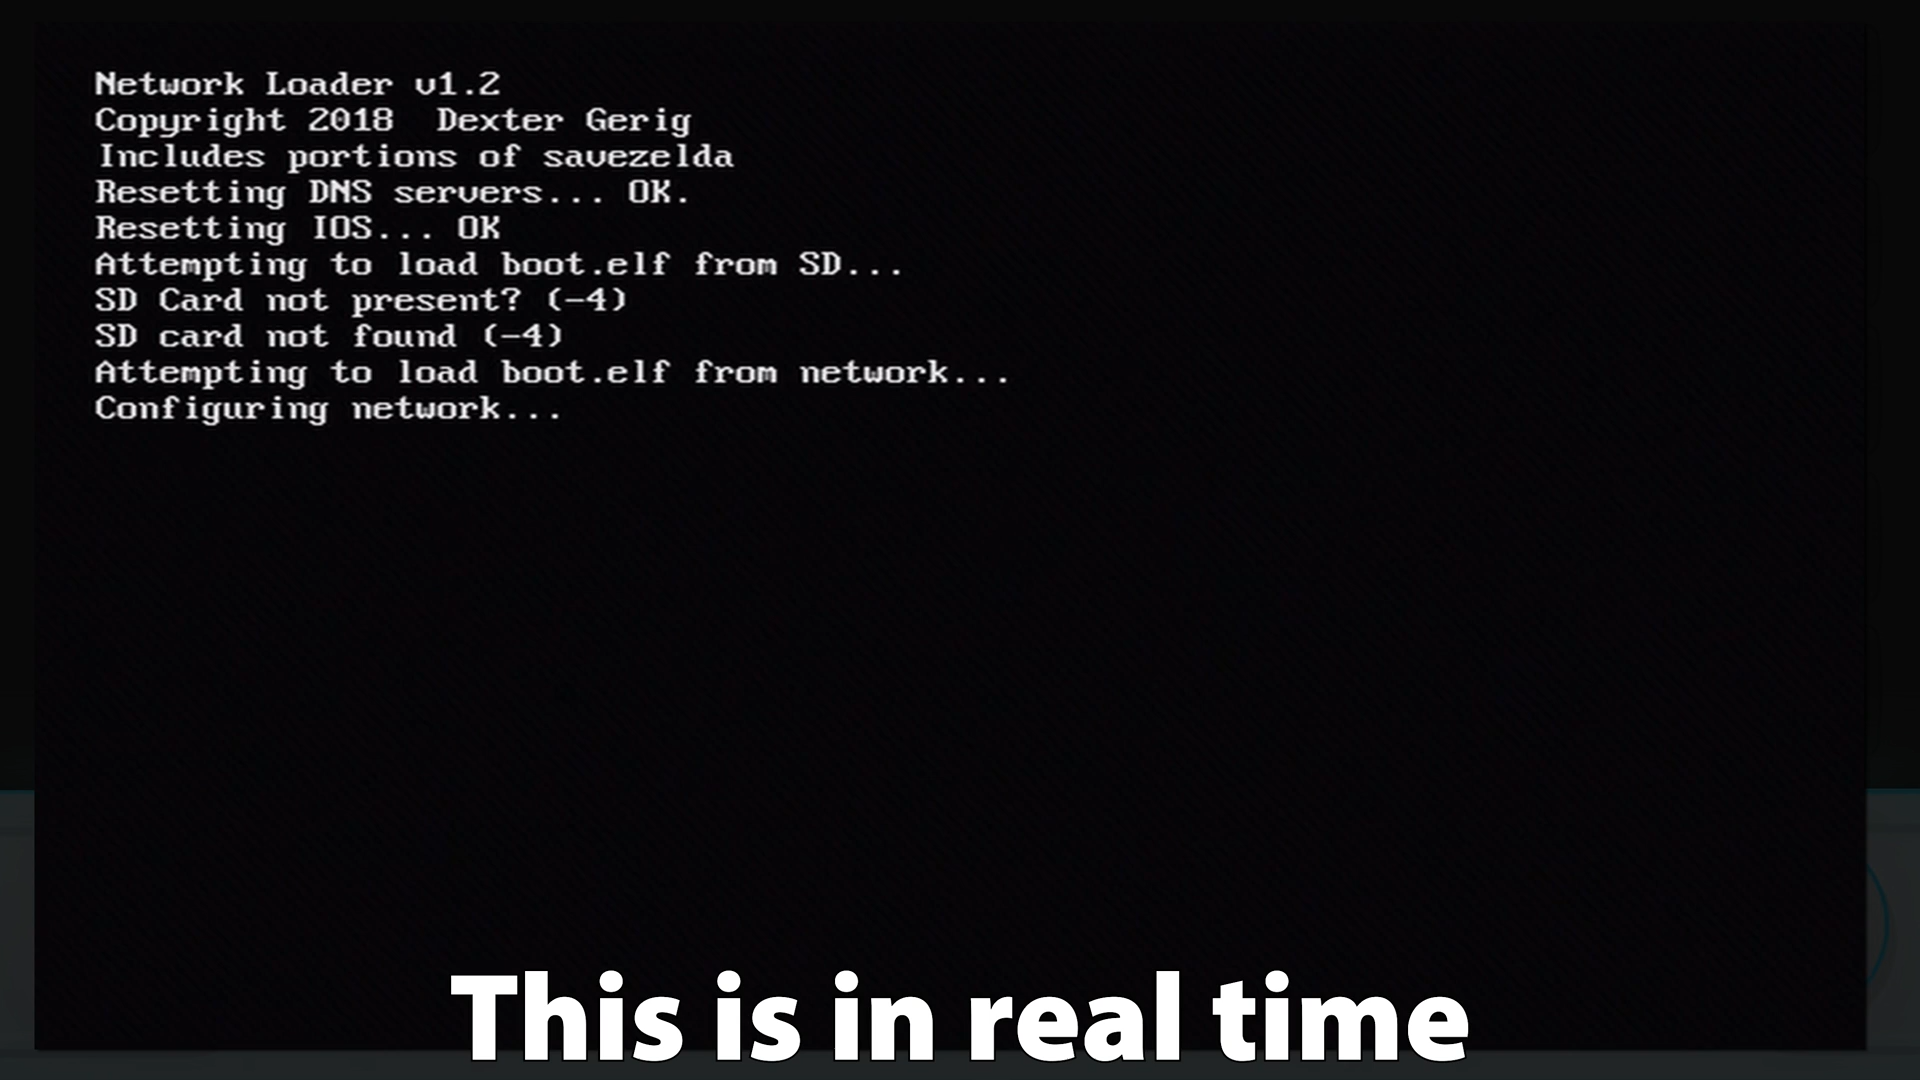 Network Loader v1.2
Copyright 2018  Dexter Gerig
Includes portions of savezelda
Resetting DNS servers... OK.
Resetting IOS... OK
Attempting to load boot.elf from SD...
SD Card not present? (-4)
SD card not found (-4)
Attempting to load boot.elf from network...
Configuring network...
This is in real time